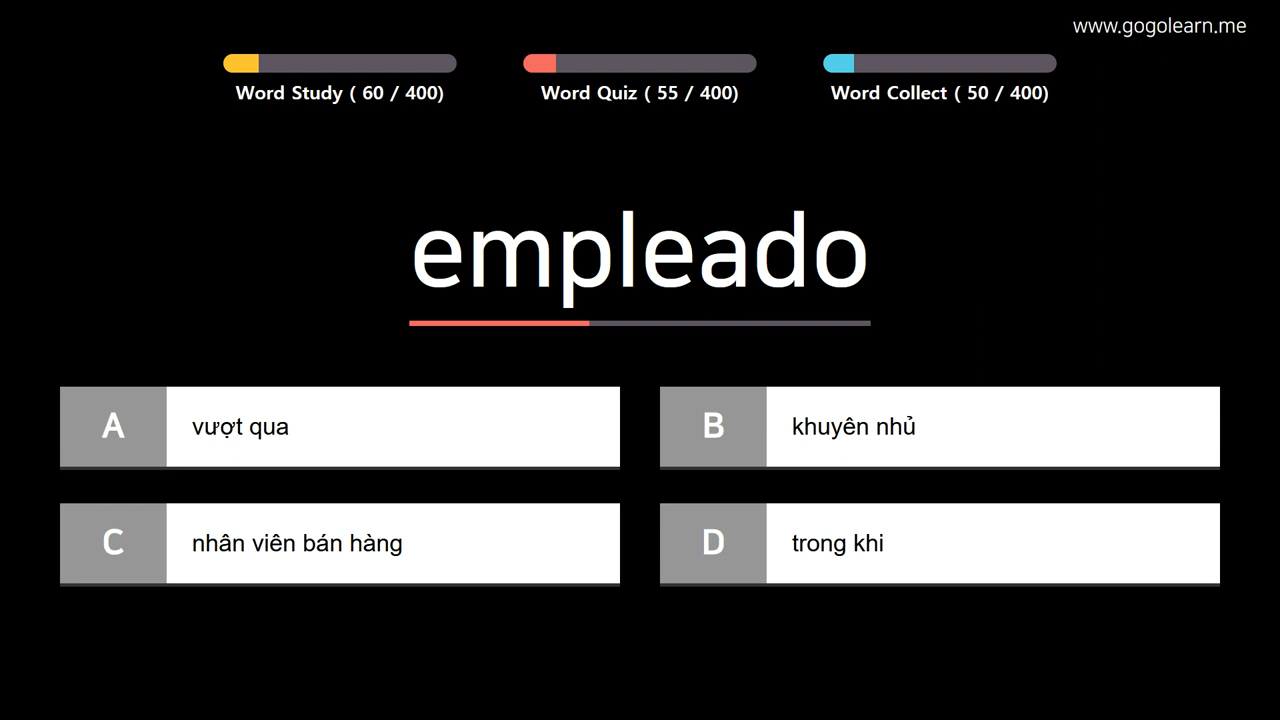 www.gogolearn.me
Word Study ( 60 / 400)
Word Quiz ( 55 / 400)
Word Collect ( 50 / 400)
empleado
A
vượt qua
B
khuyên nhủ
C
nhân viên bán hàng
D
trong khi